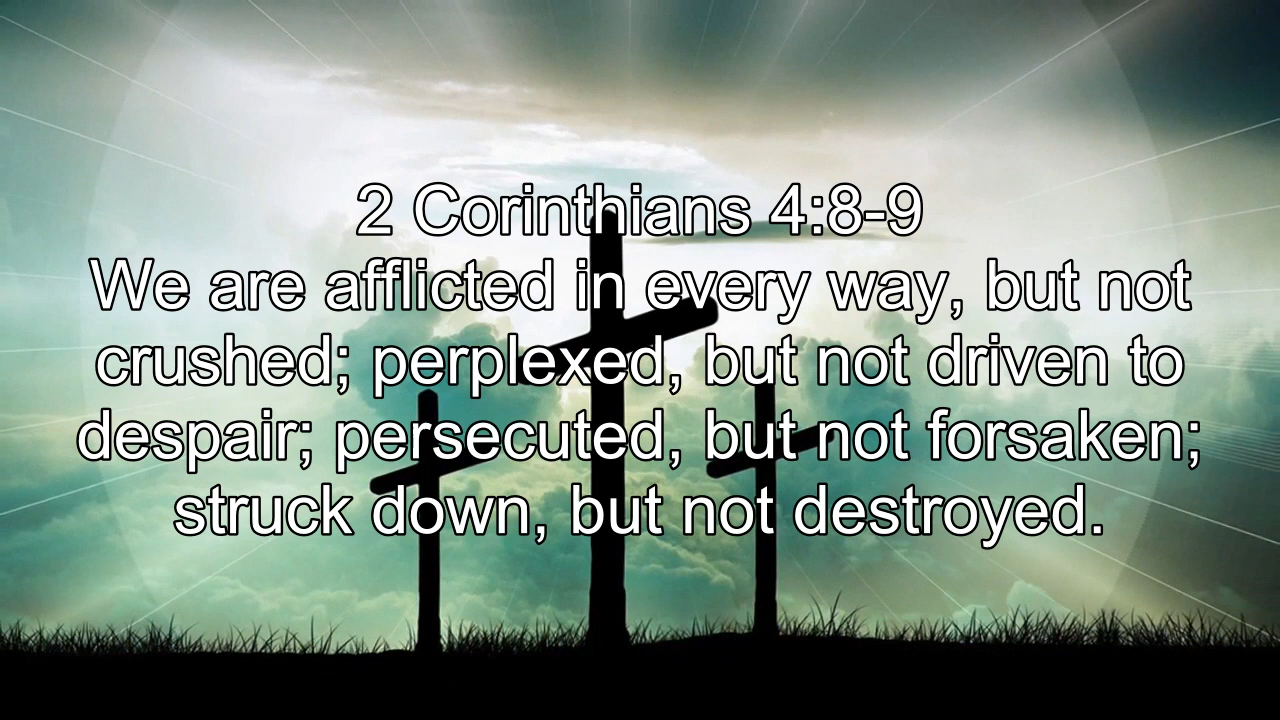 2 Corinthians 4:8-9
We are afflicted in every way, but not
crushed; perplexed, but not driven to
despair; persecuted, but not forsaken;
struck down, but not destroyed.